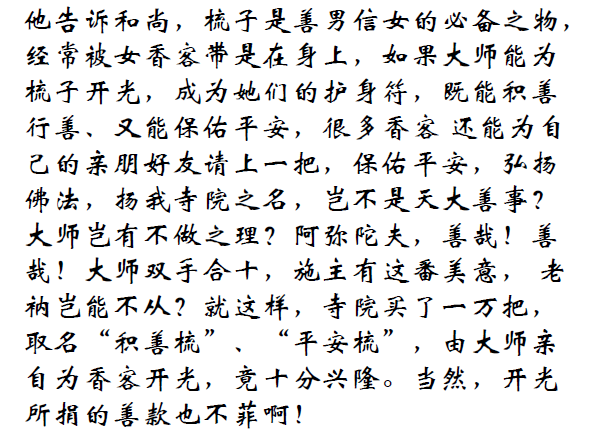 他告诉和尚，梳子是善男信女的必备之物，
经常被女香客带是在身上，如果大师能为
梳子开光，成为她们的护身符，既能积善
行善、又能保佑平安，很多香客 还能为自
己的亲朋好友请上一把，保佑平安，弘扬
佛法，扬我寺院之名，岂不是天大善事？
大师岂有不做之理？阿弥陀夫，善哉！善
哉！大师双手合十，施主有这番美意， 老
衲岂能不从？就这样，寺院买了一万把，
取名“积善梳”、“平安梳”，由大师亲
自为香客开光，竟十分兴隆。当然，开光
所捐的善款也不菲啊！